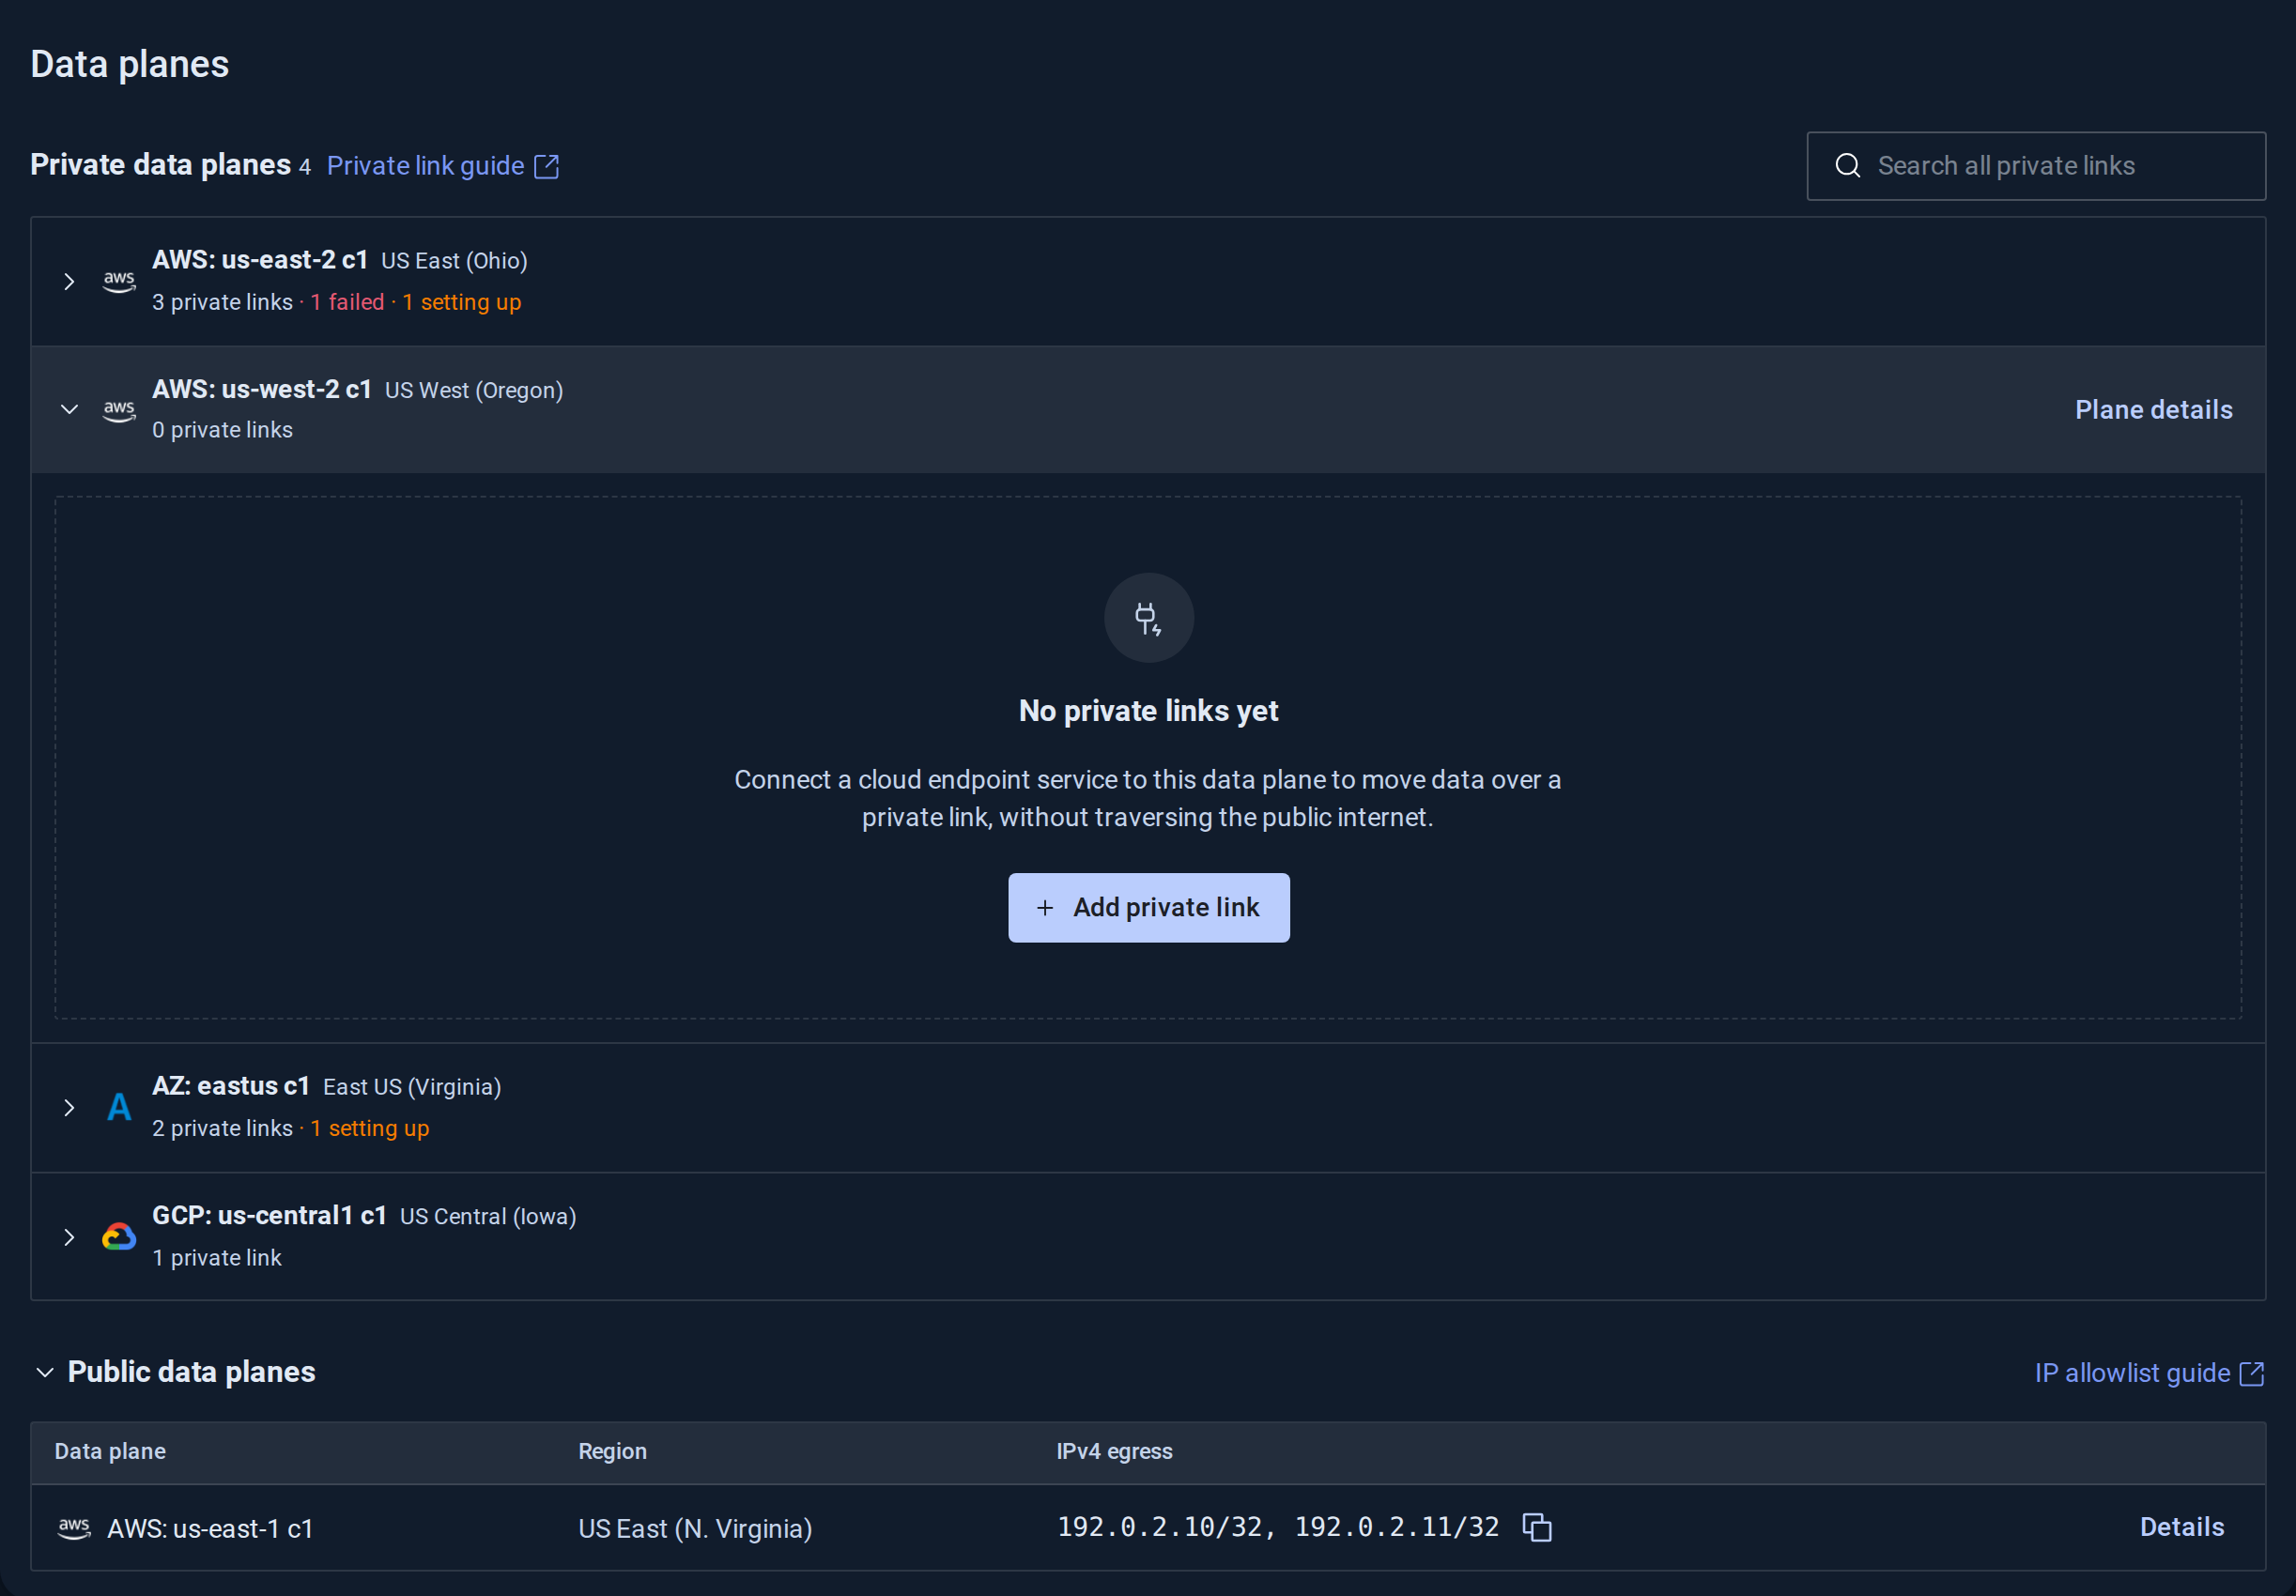 Data planes
Private data planes 4 Private link guide
Search all private links
aws
AWS: us-east-2 c1 US East (Ohio)
3 private links · 1 failed · 1 setting up
aws
AWS: us-west-2 c1 US West (Oregon)
0 private links
Plane details
No private links yet
Connect a cloud endpoint service to this data plane to move data over a
private link, without traversing the public internet.
+ Add private link
AZ: eastus c1 East US (Virginia)
2 private links · 1 setting up
GCP: us-central1 c1 US Central (Iowa)
1 private link
Public data planes
IP allowlist guide
Data plane Region IPv4 egress
aws AWS: us-east-1 c1 US East (N. Virginia) 192.0.2.10/32, 192.0.2.11/32 Details